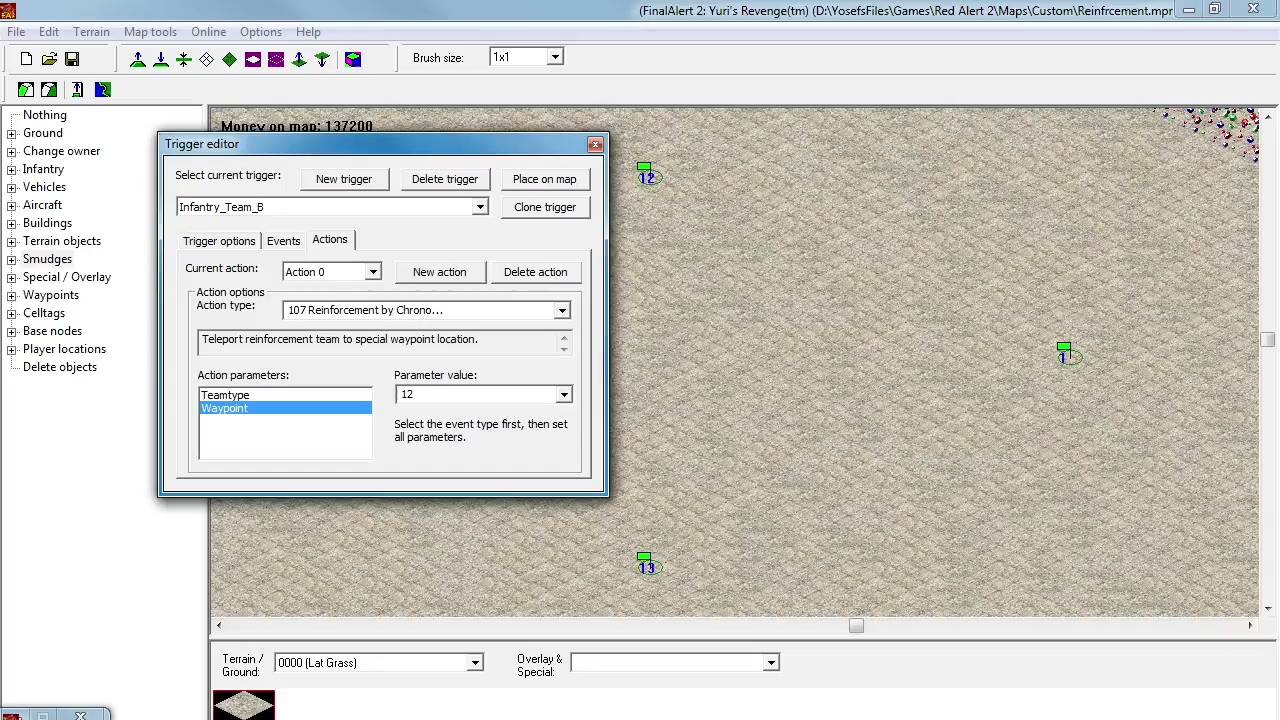 (FinalAlert 2: Yuri's Revenge(tm) (D:\YosefsFiles\Games\Red Alert 2\Maps\Custom\Reinfrcement.mpr
File Edit Terrain Map tools Online Options Help
Brush size: 1x1
Nothing
Ground
Change owner
Infantry
Vehicles
Aircraft
Buildings
Terrain objects
Smudges
Special / Overlay
Waypoints
Celltags
Base nodes
Player locations
Delete objects
Money on map: 137200
Trigger editor
Select current trigger: New trigger Delete trigger Place on map
Infantry_Team_B Clone trigger
Trigger options Events Actions
Current action: Action 0 New action Delete action
Action options
Action type: 107 Reinforcement by Chrono...
Teleport reinforcement team to special waypoint location.
Action parameters: Parameter value:
Teamtype 12
Waypoint
Select the event type first, then set
all parameters.
12
1
13
Terrain / Ground: 0000 (Lat Grass) Overlay & Special: